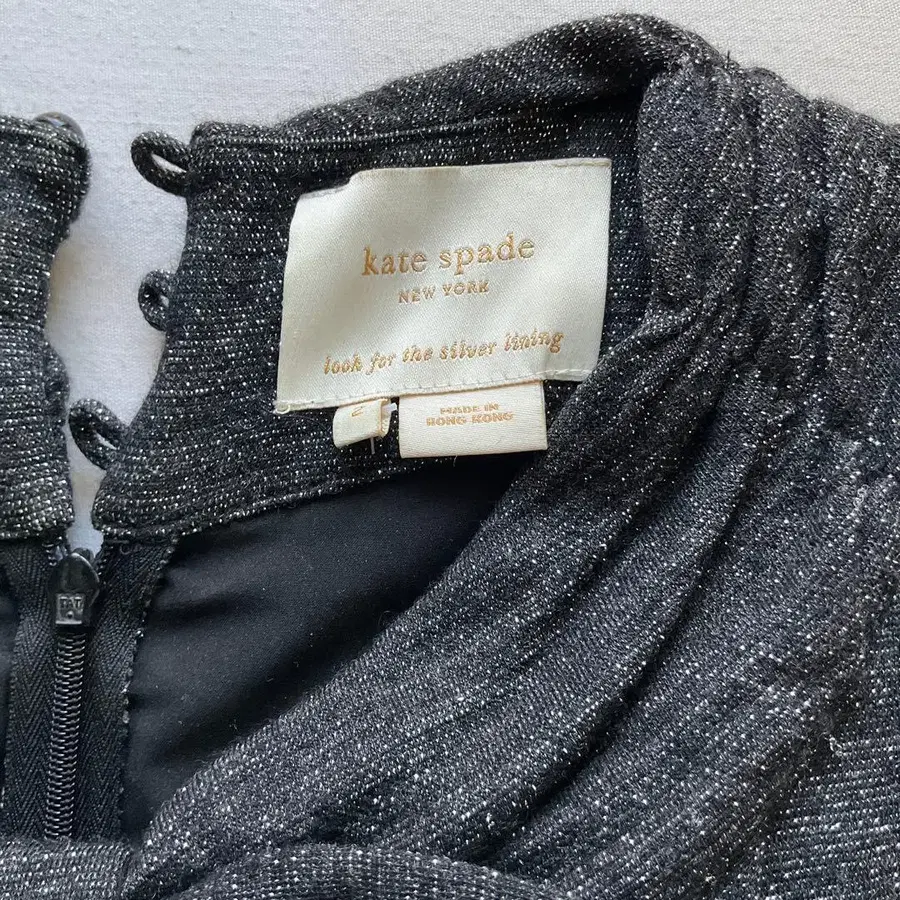 kate spade
NEW YORK
look for the silver lining
2
MADE IN
HONG KONG